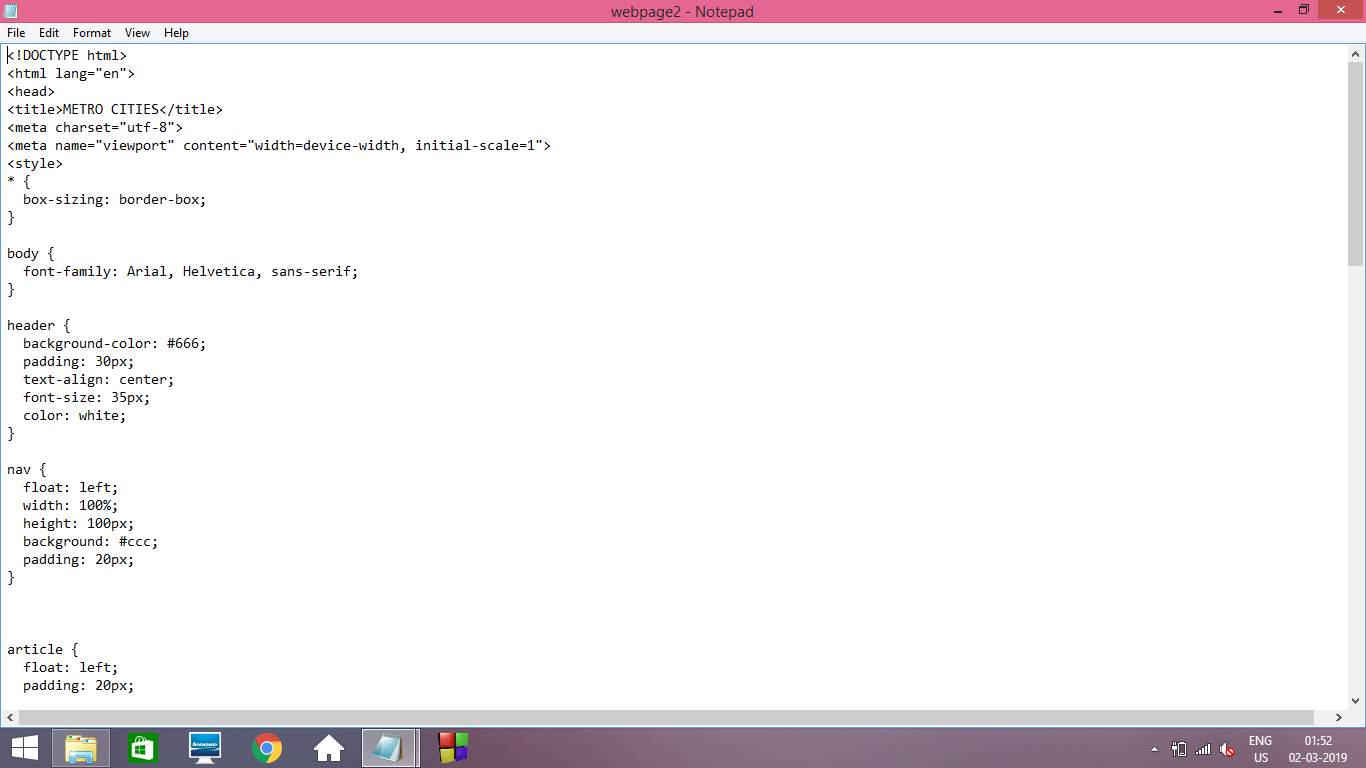 webpage2 - Notepad
File Edit Format View Help
<!DOCTYPE html>
<html lang="en">
<head>
<title>METRO CITIES</title>
<meta charset="utf-8">
<meta name="viewport" content="width=device-width, initial-scale=1">
<style>
* {
  box-sizing: border-box;
}

body {
  font-family: Arial, Helvetica, sans-serif;
}

header {
  background-color: #666;
  padding: 30px;
  text-align: center;
  font-size: 35px;
  color: white;
}

nav {
  float: left;
  width: 100%;
  height: 100px;
  background: #ccc;
  padding: 20px;
}

article {
  float: left;
  padding: 20px;
lenovo
ENG 01:52
US 02-03-2019